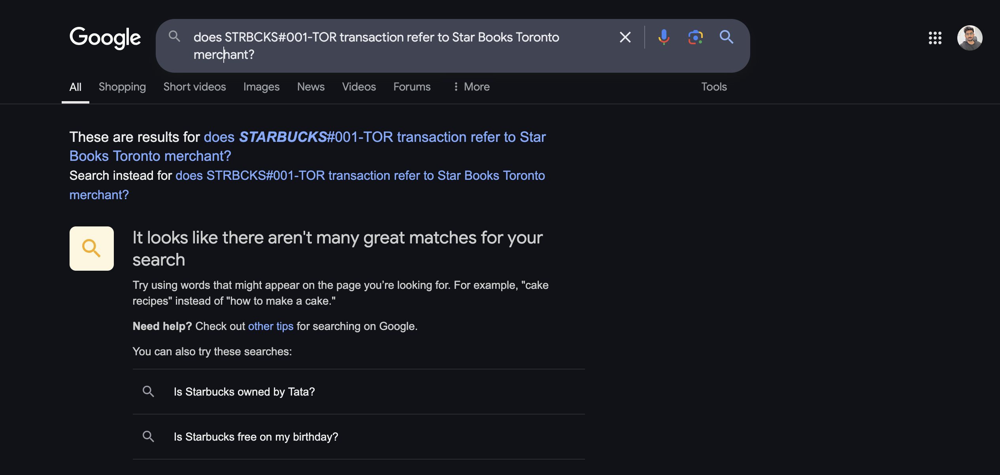 Google
does STRBCKS#001-TOR transaction refer to Star Books Toronto
merchant?
All Shopping Short videos Images News Videos Forums More Tools
These are results for does STARBUCKS#001-TOR transaction refer to Star
Books Toronto merchant?
Search instead for does STRBCKS#001-TOR transaction refer to Star Books Toronto
merchant?
It looks like there aren't many great matches for your
search
Try using words that might appear on the page you’re looking for. For example, "cake
recipes" instead of "how to make a cake."
Need help? Check out other tips for searching on Google.
You can also try these searches:
Is Starbucks owned by Tata?
Is Starbucks free on my birthday?